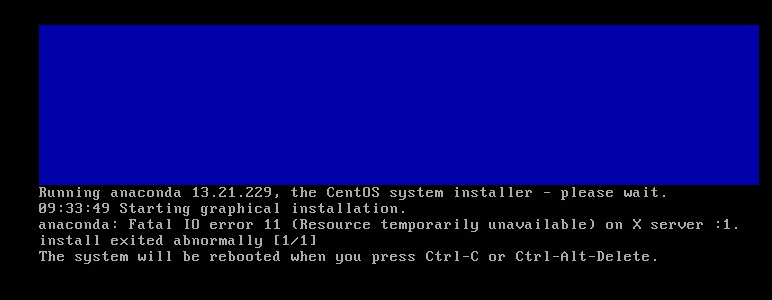 Running anaconda 13.21.229, the CentOS system installer - please wait.
09:33:49 Starting graphical installation.
anaconda: Fatal IO error 11 (Resource temporarily unavailable) on X server :1.
install exited abnormally [1/1]
The system will be rebooted when you press Ctrl-C or Ctrl-Alt-Delete.